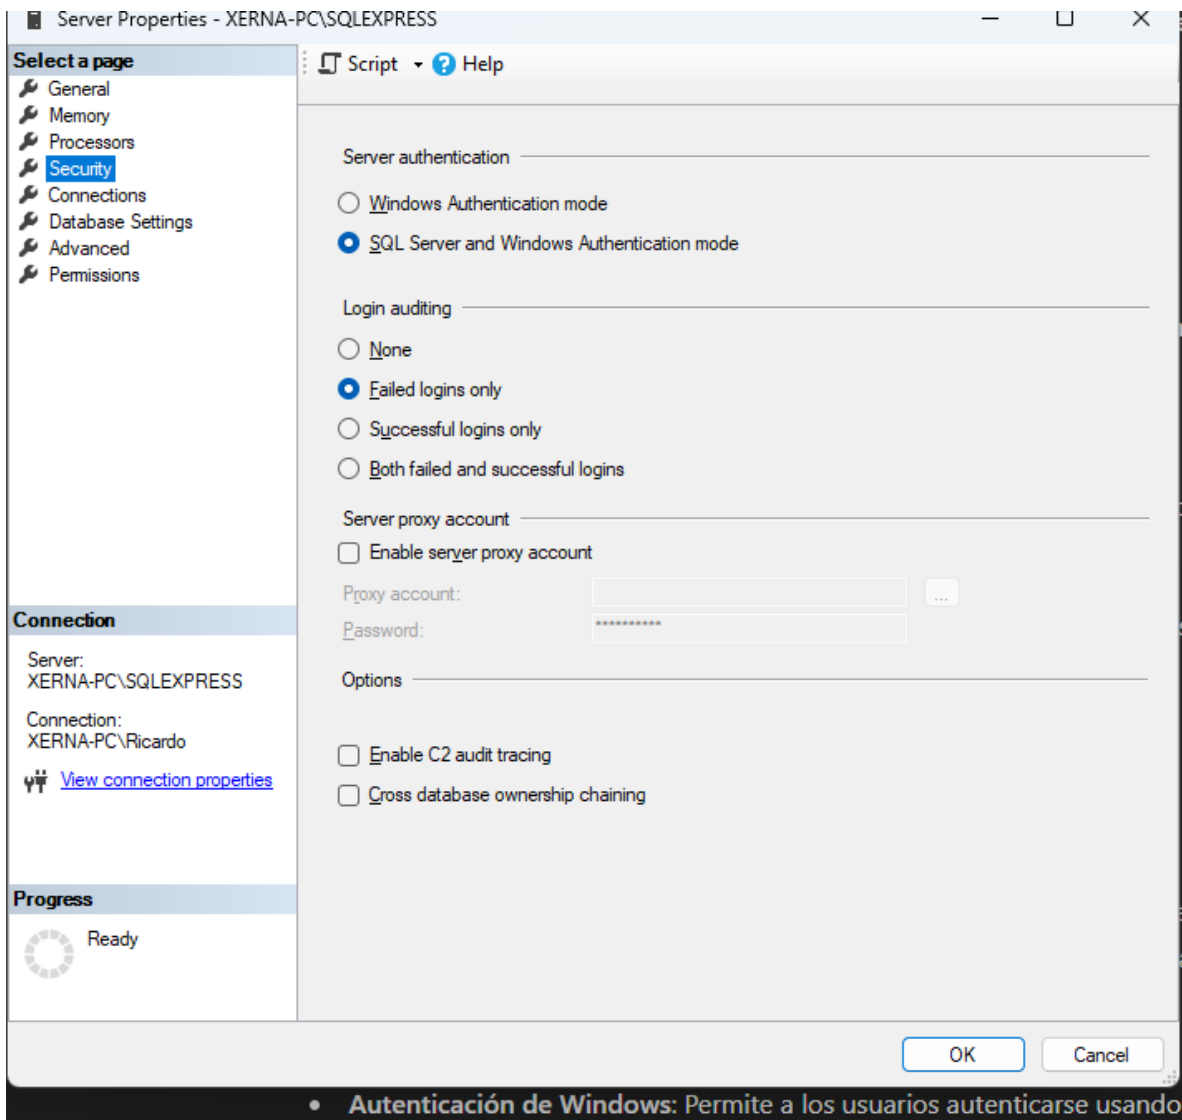 Server Properties - XERNA-PC\SQLEXPRESS
Select a page
General
Memory
Processors
Security
Connections
Database Settings
Advanced
Permissions
Script
Help
Server authentication
Windows Authentication mode
SQL Server and Windows Authentication mode
Login auditing
None
Failed logins only
Successful logins only
Both failed and successful logins
Server proxy account
Enable server proxy account
Proxy account:
...
Password:
**********
Options
Enable C2 audit tracing
Cross database ownership chaining
Connection
Server:
XERNA-PC\SQLEXPRESS
Connection:
XERNA-PC\Ricardo
View connection properties
Progress
Ready
OK
Cancel
• Autenticación de Windows: Permite a los usuarios autenticarse usando